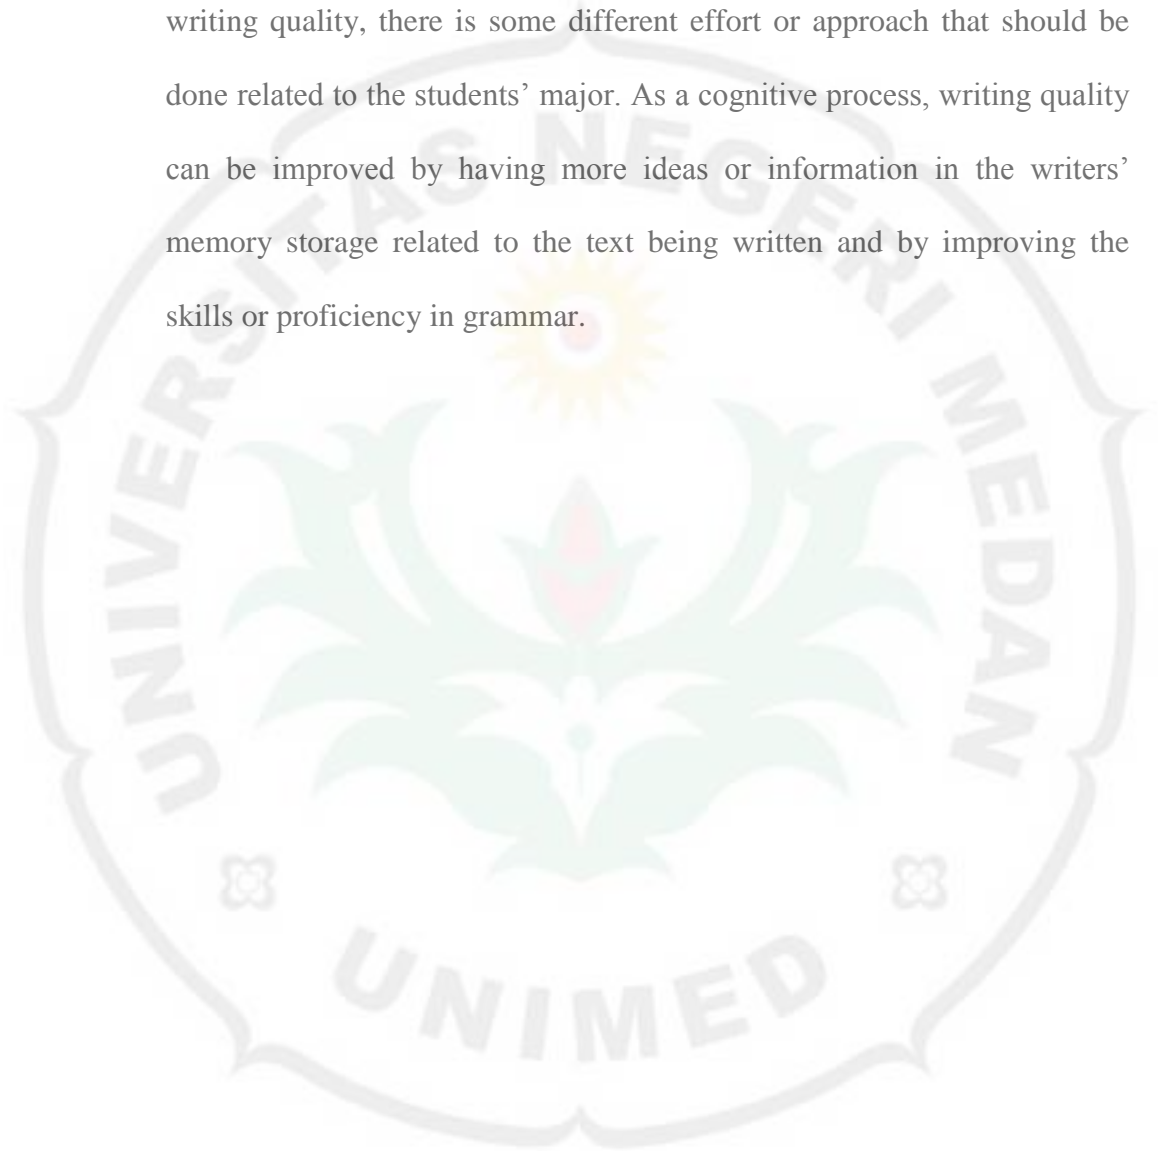 writing quality, there is some different effort or approach that should be
done related to the students’ major. As a cognitive process, writing quality
can be improved by having more ideas or information in the writers’
memory storage related to the text being written and by improving the
skills or proficiency in grammar.
UNIVERSITAS NEGERI MEDAN
UNIMED